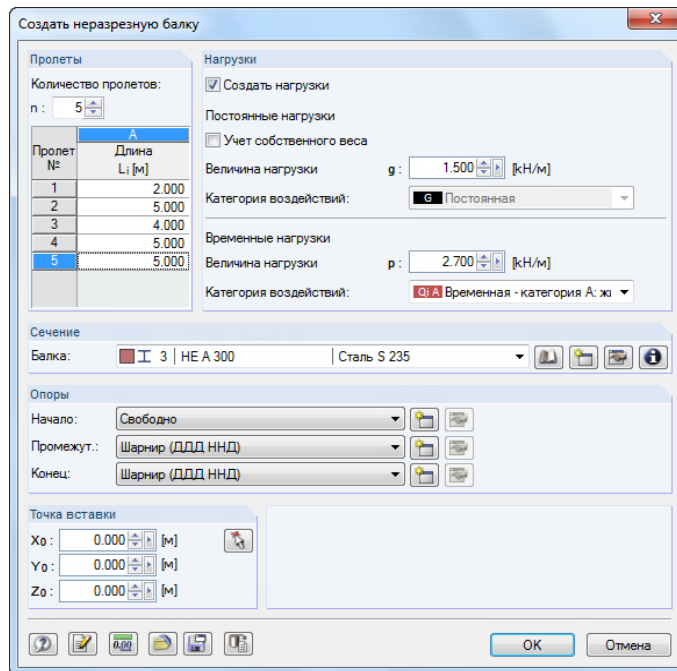 Создать неразрезную балку
Пролеты
Количество пролетов:
n : 5
A
Пролет № Длина Li [м]
1 2.000
2 5.000
3 4.000
4 5.000
5 5.000
Нагрузки
Создать нагрузки
Постоянные нагрузки
Учет собственного веса
Величина нагрузки g : 1.500 [kH/м]
Категория воздействий: G Постоянная
Временные нагрузки
Величина нагрузки p : 2.700 [kH/м]
Категория воздействий: Qi A Временная - категория A: жи
Сечение
Балка: 3 HE A 300 Сталь S 235
Опоры
Начало: Свободно
Промежут.: Шарнир (ДДД ННД)
Конец: Шарнир (ДДД ННД)
Точка вставки
X0 : 0.000 [м]
Y0 : 0.000 [м]
Z0 : 0.000 [м]
0,00
OK Отмена